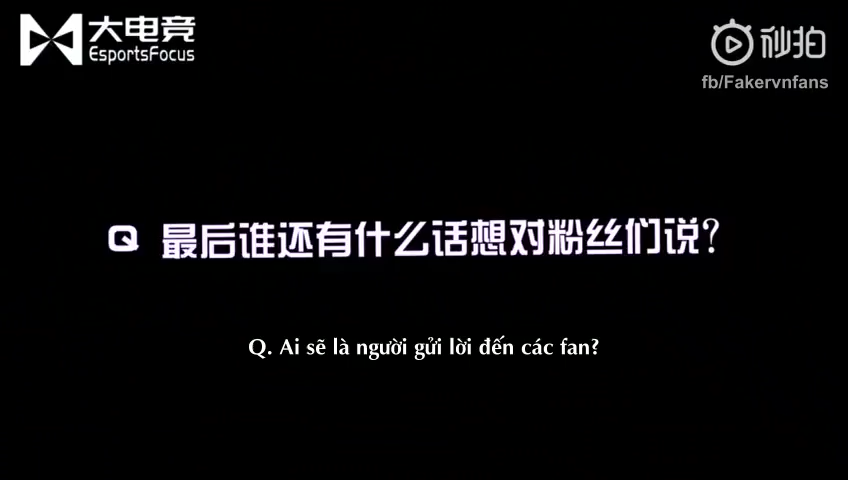 大电竞
EsportsFocus
秒拍
fb/Fakervnfans
Q 最后谁还有什么话想对粉丝们说?
Q. Ai sẽ là người gửi lời đến các fan?